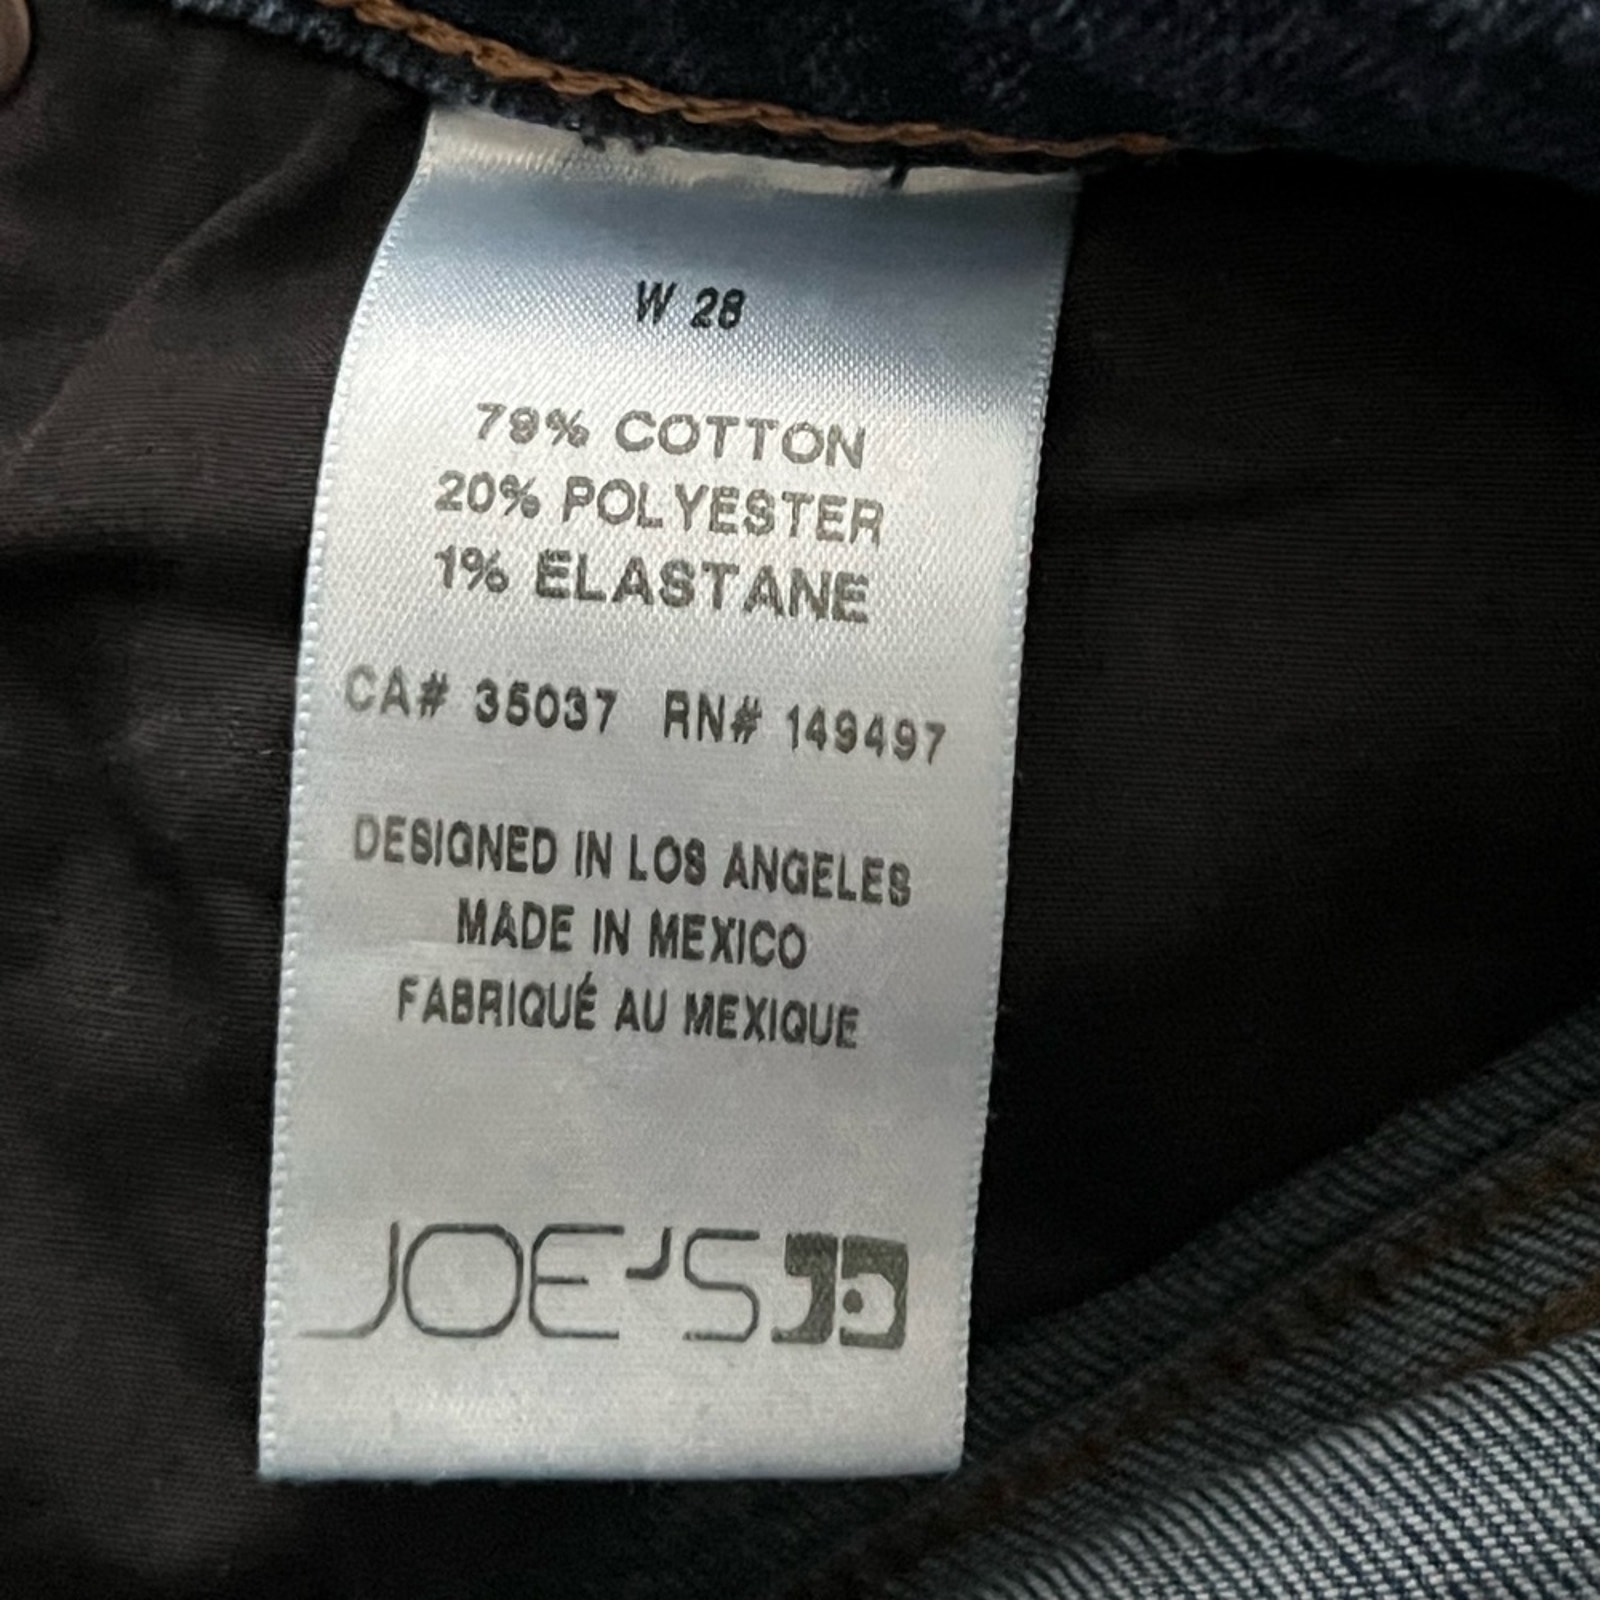 W 28
79% COTTON
20% POLYESTER
1% ELASTANE
CA# 35037 RN# 149497
DESIGNED IN LOS ANGELES
MADE IN MEXICO
FABRIQUÉ AU MEXIQUE
JOE'S